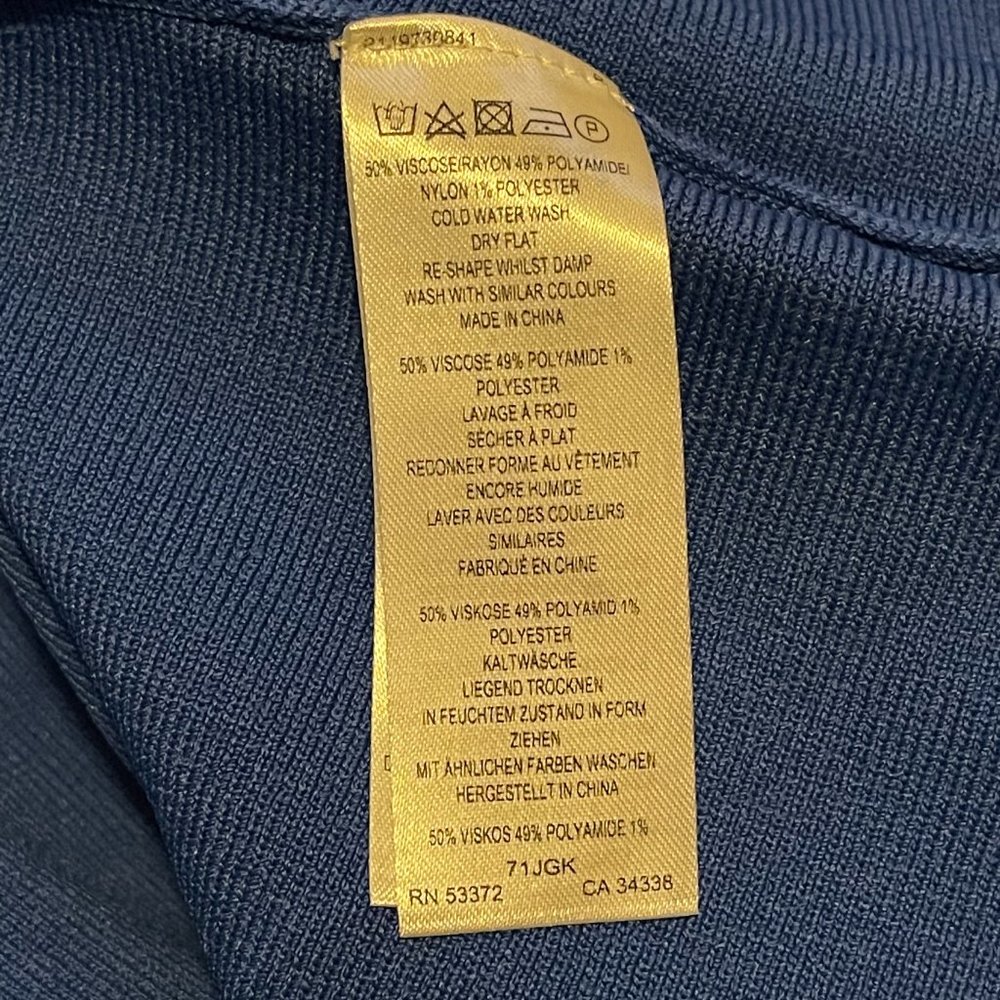 50% VISCOSE/RAYON 49% POLYAMIDE/
NYLON 1% POLYESTER
COLD WATER WASH
DRY FLAT
RE-SHAPE WHILST DAMP
WASH WITH SIMILAR COLOURS
MADE IN CHINA
50% VISCOSE 49% POLYAMIDE 1%
POLYESTER
LAVAGE À FROID
SÉCHER À PLAT
REDONNER FORME AU VÊTEMENT
ENCORE HUMIDE
LAVER AVEC DES COULEURS
SIMILAIRES
FABRIQUÉ EN CHINE
50% VISKOSE 49% POLYAMID 1%
POLYESTER
KALTWÄSCHE
LIEGEND TROCKNEN
IN FEUCHTEM ZUSTAND IN FORM
ZIEHEN
MIT ÄHNLICHEN FARBEN WASCHEN
HERGESTELLT IN CHINA
50% VISKOS 49% POLYAMIDE 1%
71JGK
RN 53372 CA 34338